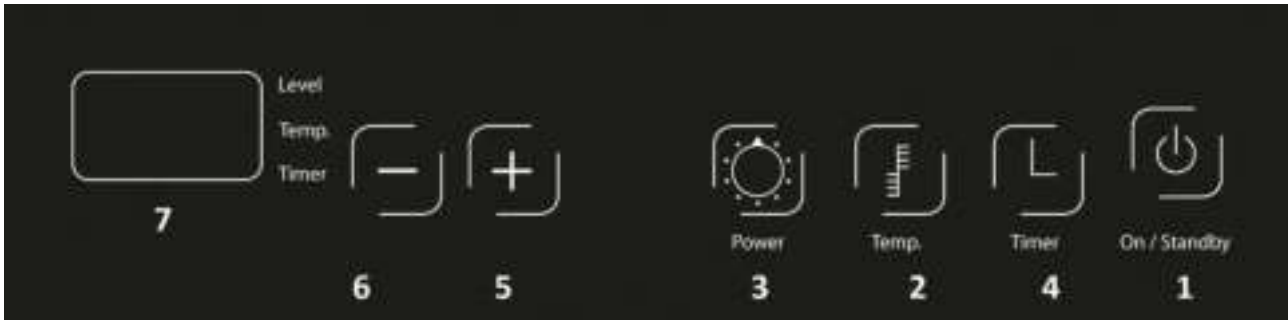 Level
Temp.
Timer
− +
7
Power Temp. Timer On / Standby
6 5 3 2 4 1